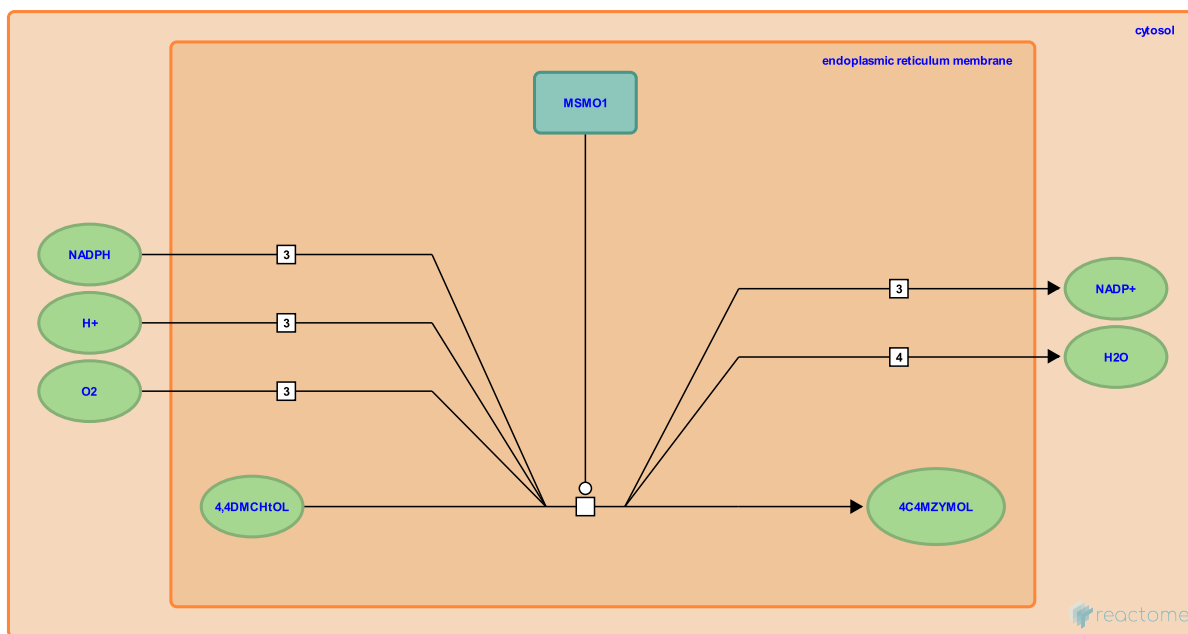 cytosol
endoplasmic reticulum membrane
MSMO1
NADPH
3
H+
3
O2
3
3
NADP+
4
H2O
4,4DMCHtOL
4C4MZYMOL
reactome